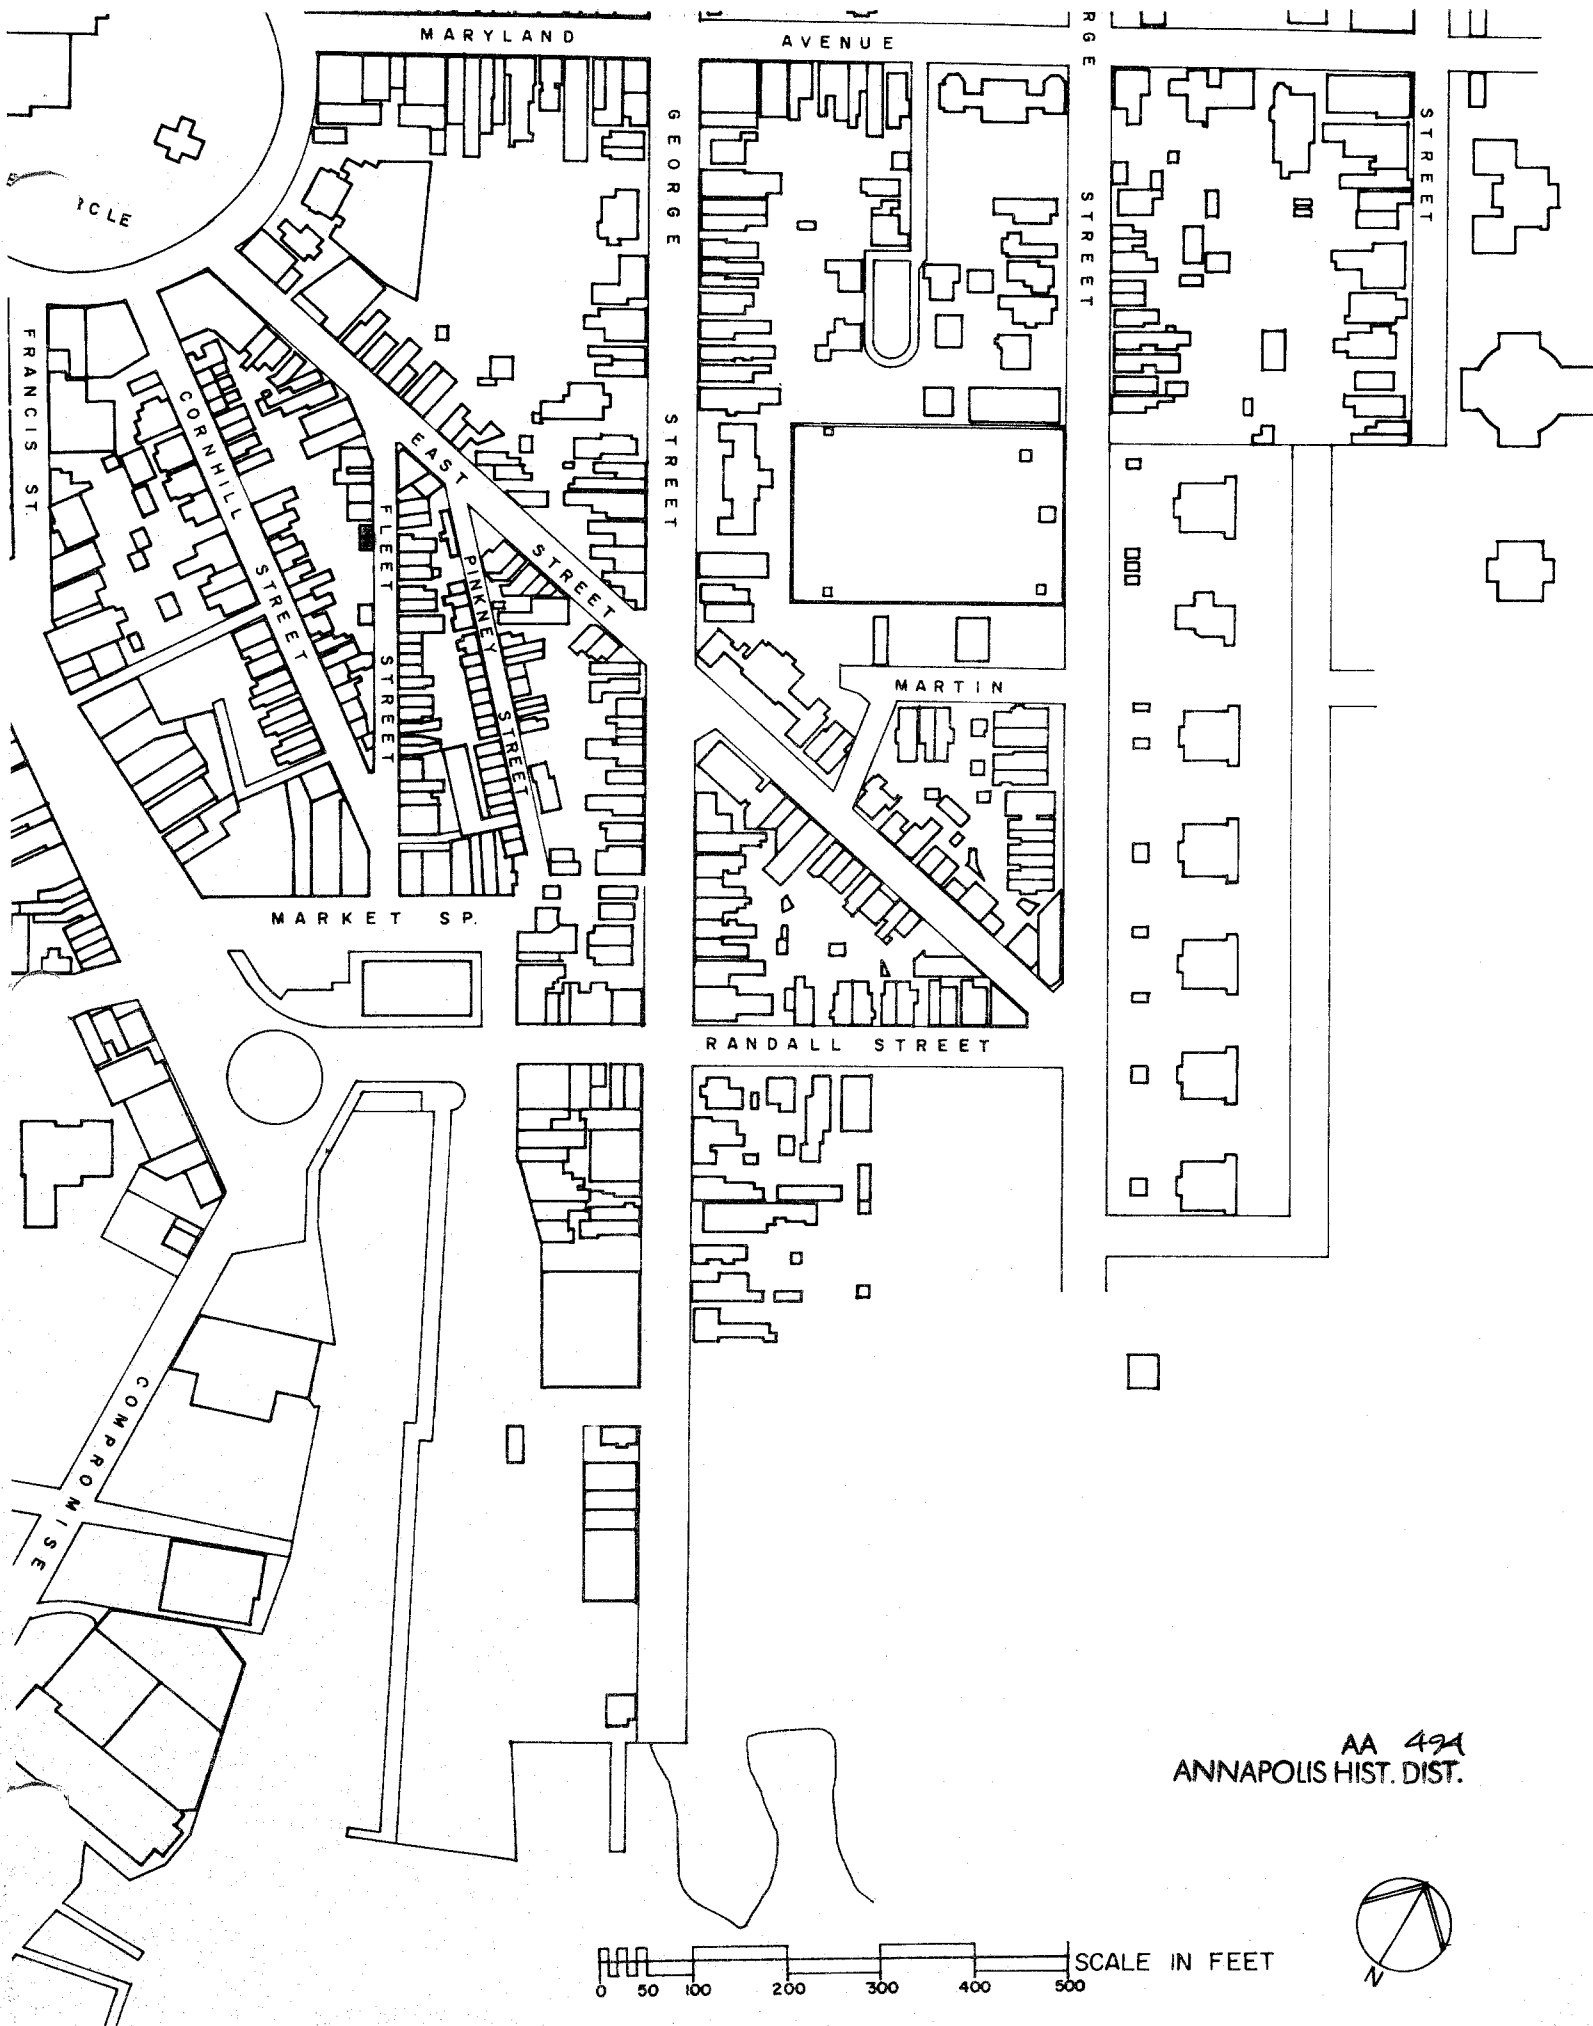 MARYLAND AVENUE
RGE
STREET
GEORGE
STREET
STREET
FRANCIS ST.
CORNHILL
STREET
EAST
STREET
FLEET
STREET
PINKNEY
STREET
MARTIN
MARKET SP.
RANDALL STREET
COMPROMISE
AA 494
ANNAPOLIS HIST. DIST.
SCALE IN FEET
0 50 100 200 300 400 500
N